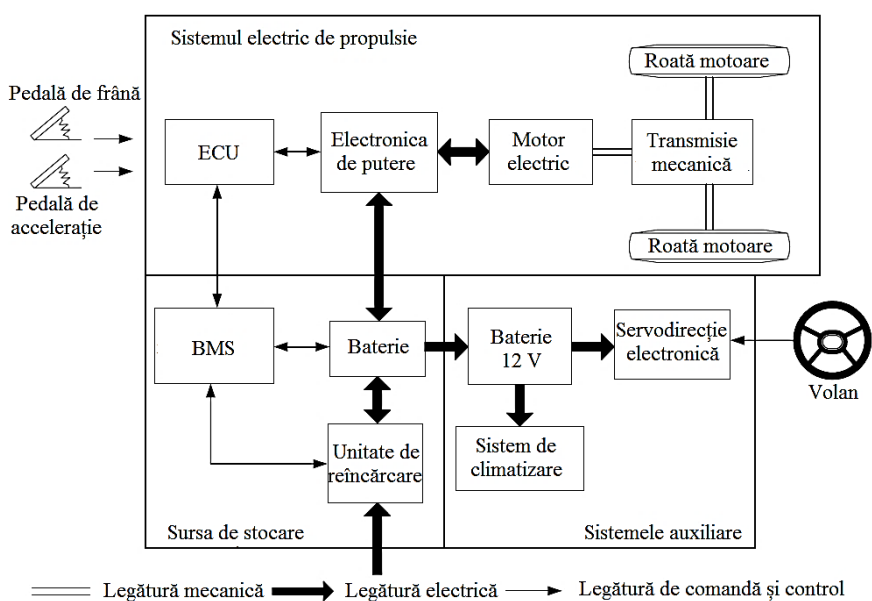 Sistemul electric de propulsie
Roată motoare
Pedală de frână
ECU
Electronica
de putere
Motor
electric
Transmisie
mecanică
Pedală de
accelerație
Roată motoare
BMS
Baterie
Baterie
12 V
Servodirecție
electronică
Volan
Unitate de
reîncărcare
Sistem de
climatizare
Sursa de stocare
Sistemele auxiliare
Legătură mecanică
Legătură electrică
Legătură de comandă și control